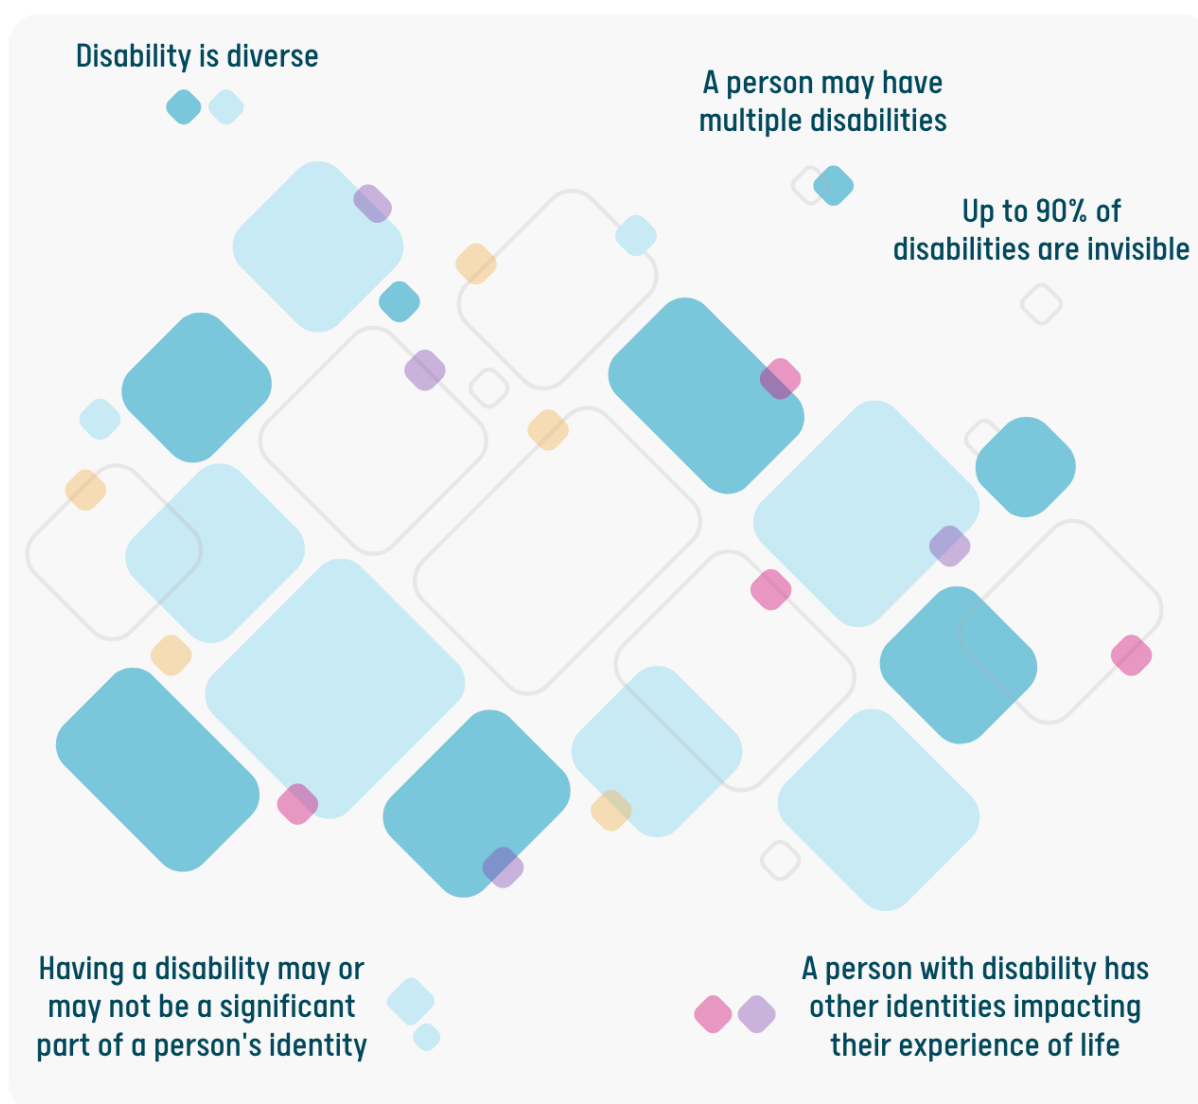 Disability is diverse
A person may have
multiple disabilities
Up to 90% of
disabilities are invisible
Having a disability may or
may not be a significant
part of a person's identity
A person with disability has
other identities impacting
their experience of life